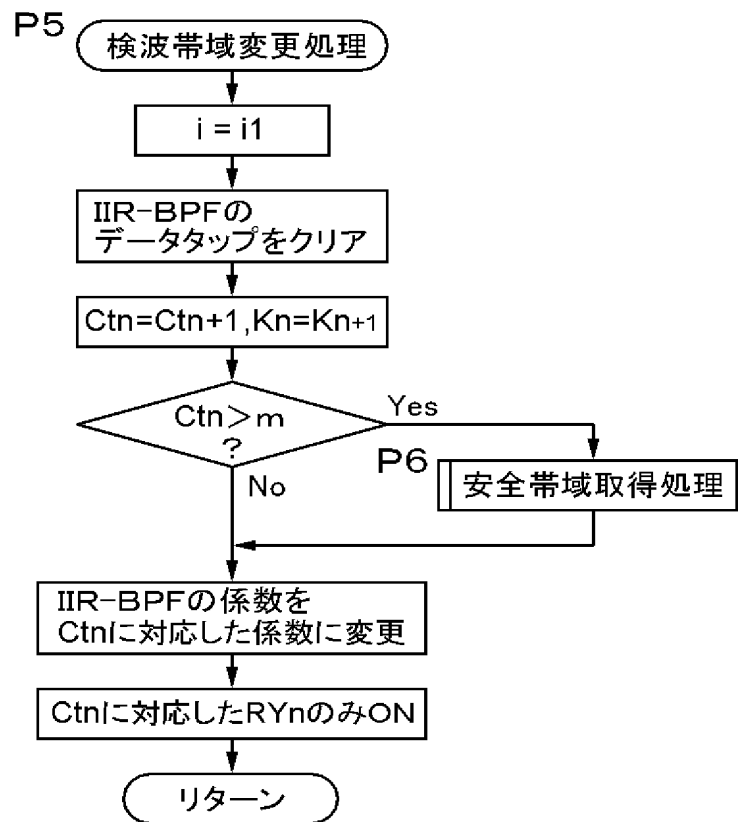 P5
検波帯域変更処理
i = i1
IIR-BPFの
データタップをクリア
Ctn=Ctn+1,Kn=Kn+1
Ctn>m
?
Yes
P6
安全帯域取得処理
No
IIR-BPFの係数を
Ctnに対応した係数に変更
Ctnに対応したRYnのみON
リターン